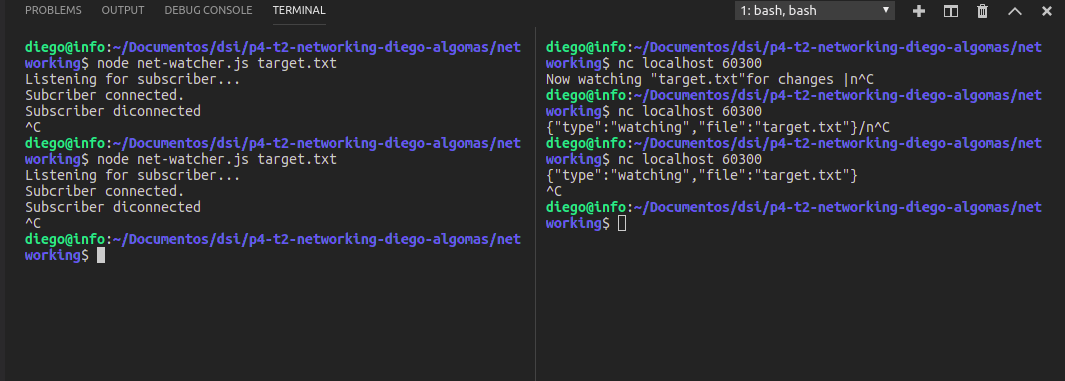 PROBLEMS OUTPUT DEBUG CONSOLE TERMINAL 1: bash, bash
diego@info:~/Documentos/dsi/p4-t2-networking-diego-algomas/net
working$ node net-watcher.js target.txt
Listening for subscriber...
Subcriber connected.
Subscriber diconnected
^C
diego@info:~/Documentos/dsi/p4-t2-networking-diego-algomas/net
working$ node net-watcher.js target.txt
Listening for subscriber...
Subcriber connected.
Subscriber diconnected
^C
diego@info:~/Documentos/dsi/p4-t2-networking-diego-algomas/net
working$
diego@info:~/Documentos/dsi/p4-t2-networking-diego-algomas/net
working$ nc localhost 60300
Now watching "target.txt"for changes |n^C
diego@info:~/Documentos/dsi/p4-t2-networking-diego-algomas/net
working$ nc localhost 60300
{"type":"watching","file":"target.txt"}/n^C
diego@info:~/Documentos/dsi/p4-t2-networking-diego-algomas/net
working$ nc localhost 60300
{"type":"watching","file":"target.txt"}
^C
diego@info:~/Documentos/dsi/p4-t2-networking-diego-algomas/net
working$